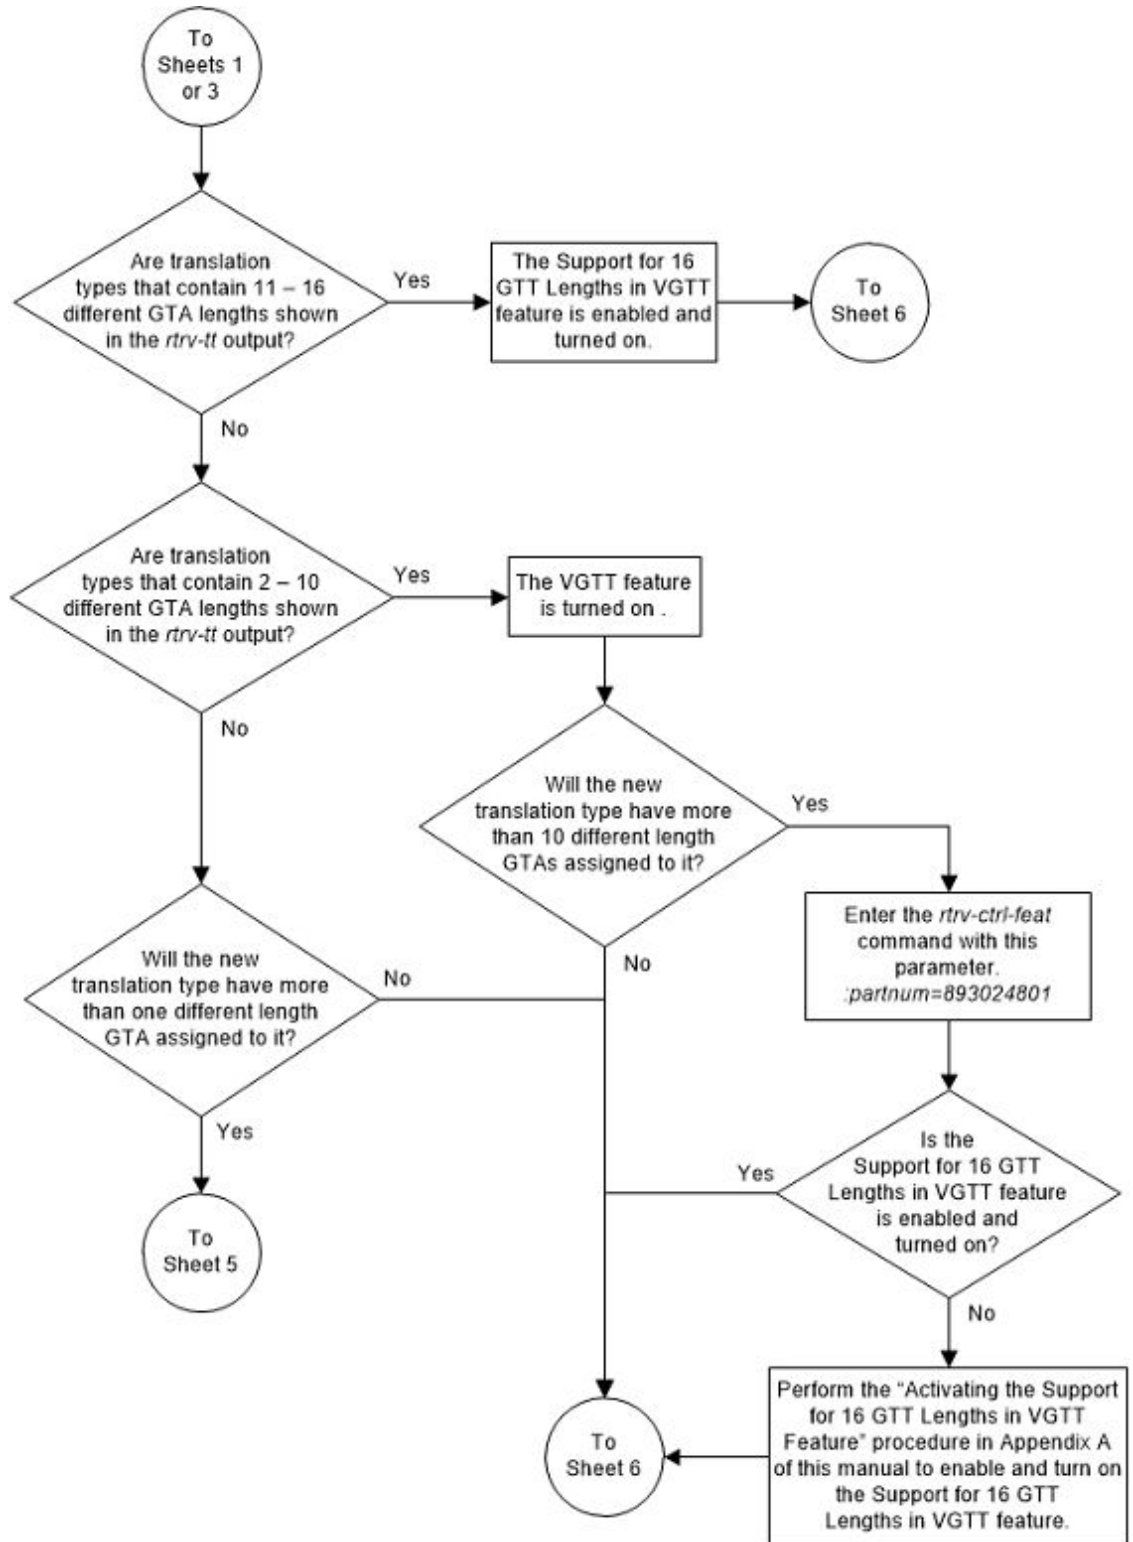 To
Sheets 1
or 3
Are translation
types that contain 11 – 16
different GTA lengths shown
in the rtrv-tt output?
Yes
The Support for 16
GTT Lengths in VGTT
feature is enabled and
turned on.
To
Sheet 6
No
Are translation
types that contain 2 – 10
different GTA lengths shown
in the rtrv-tt output?
Yes
The VGTT feature
is turned on .
No
Will the new
translation type have more
than 10 different length
GTAs assigned to it?
Yes
Enter the rtrv-ctrl-feat
command with this
parameter.
:partnum=893024801
No
Will the new
translation type have more
than one different length
GTA assigned to it?
No
Yes
To
Sheet 5
Is the
Support for 16 GTT
Lengths in VGTT feature
is enabled and
turned on?
Yes
No
Perform the “Activating the Support
for 16 GTT Lengths in VGTT
Feature” procedure in Appendix A
of this manual to enable and turn on
the Support for 16 GTT
Lengths in VGTT feature.
To
Sheet 6